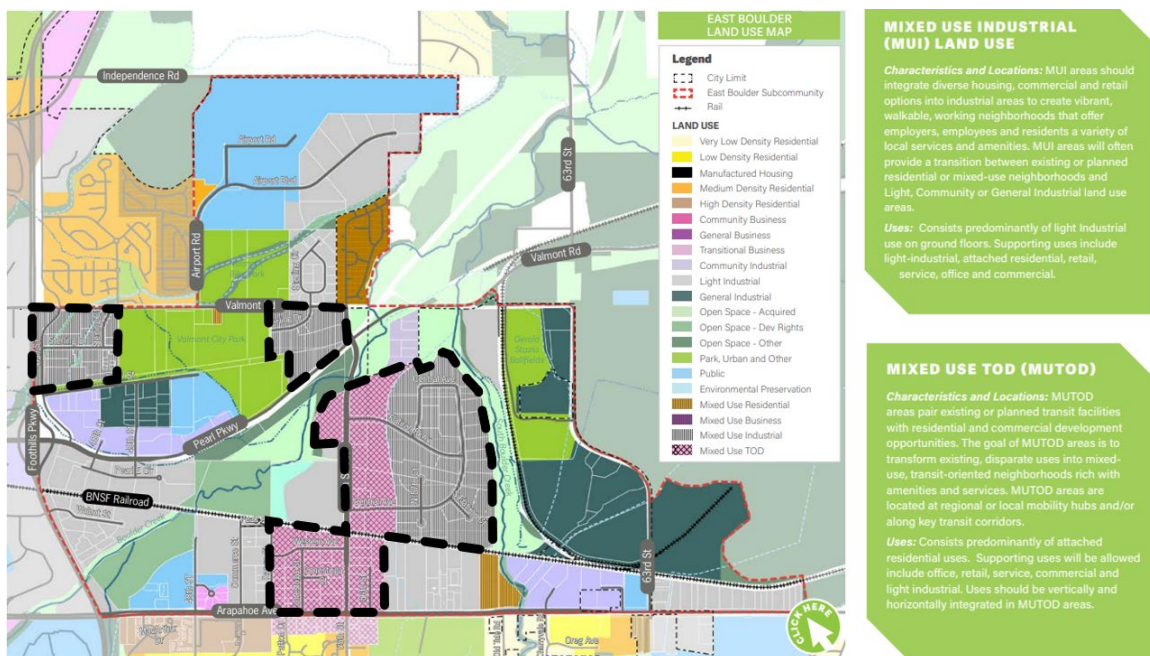 EAST BOULDER
LAND USE MAP
Legend
City Limit
East Boulder Subcommunity
Rail
LAND USE
Very Low Density Residential
Low Density Residential
Manufactured Housing
Medium Density Residential
High Density Residential
Community Business
General Business
Transitional Business
Community Industrial
Light Industrial
General Industrial
Open Space - Acquired
Open Space - Dev Rights
Open Space - Other
Park, Urban and Other
Public
Environmental Preservation
Mixed Use Residential
Mixed Use Business
Mixed Use Industrial
Mixed Use TOD
Independence Rd
Airport Rd
Airport Blvd
Airport Rd
63rd St
Valmont Rd
Valmont
Valmont City Park
Foothills Pkwy
Pearl Pkwy
BNSF Railroad
Boulder Creek
63rd St
Arapahoe Ave
CLICK HERE
MIXED USE INDUSTRIAL
(MUI) LAND USE
Characteristics and Locations: MUI areas should
integrate diverse housing, commercial and retail
options into industrial areas to create vibrant,
walkable, working neighborhoods that offer
employers, employees and residents a variety of
local services and amenities. MUI areas will often
provide a transition between existing or planned
residential or mixed-use neighborhoods and
Light, Community or General Industrial land use
areas.
Uses: Consists predominantly of light Industrial
use on ground floors. Supporting uses include
light-industrial, attached residential, retail,
service, office and commercial.
MIXED USE TOD (MUTOD)
Characteristics and Locations: MUTOD
areas pair existing or planned transit facilities
with residential and commercial development
opportunities. The goal of MUTOD areas is to
transform existing, disparate uses into mixed-
use, transit-oriented neighborhoods rich with
amenities and services. MUTOD areas are
located at regional or local mobility hubs and/or
along key transit corridors.
Uses: Consists predominantly of attached
residential uses. Supporting uses will be allowed
include office, retail, service, commercial and
light industrial. Uses should be vertically and
horizontally integrated in MUTOD areas.